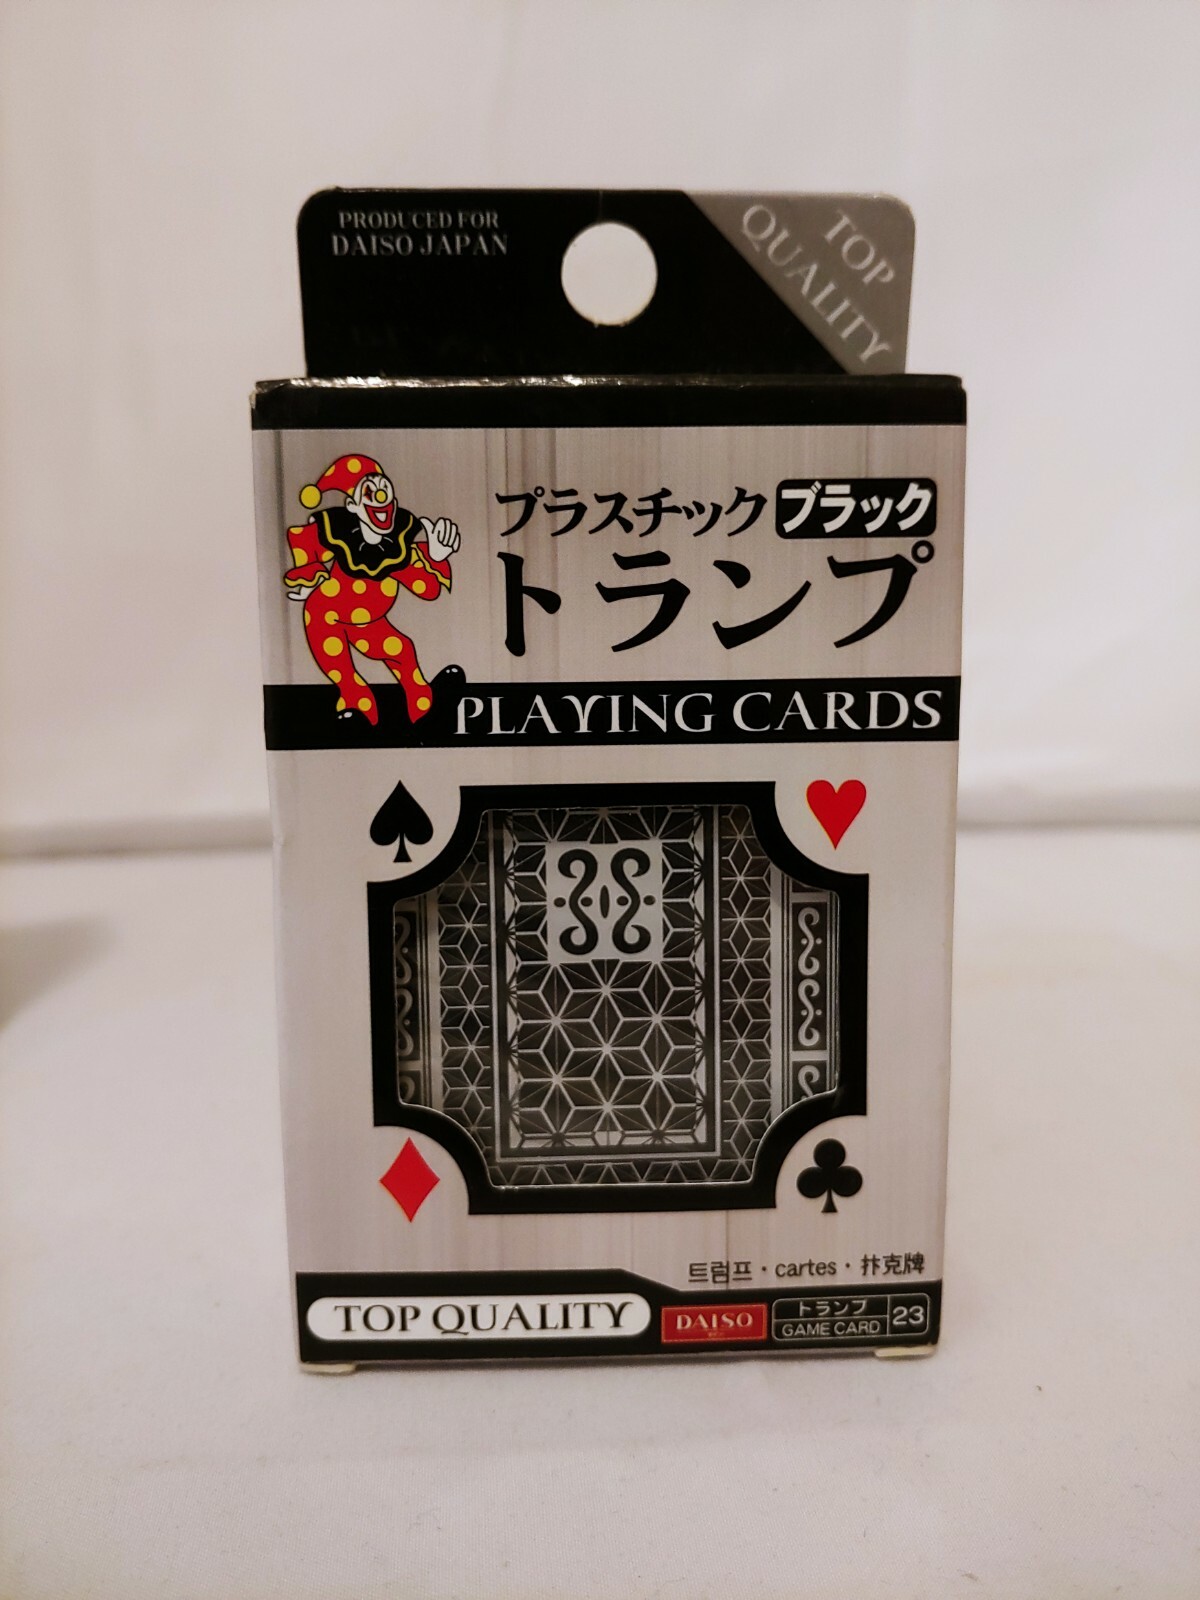 PRODUCED FOR
DAISO JAPAN
TOP
QUALITY
プラスチック ブラック
トランプ
PLAYING CARDS
트럼프・cartes・扑克牌
TOP QUALITY
DAISO
トランプ
GAME CARD
23